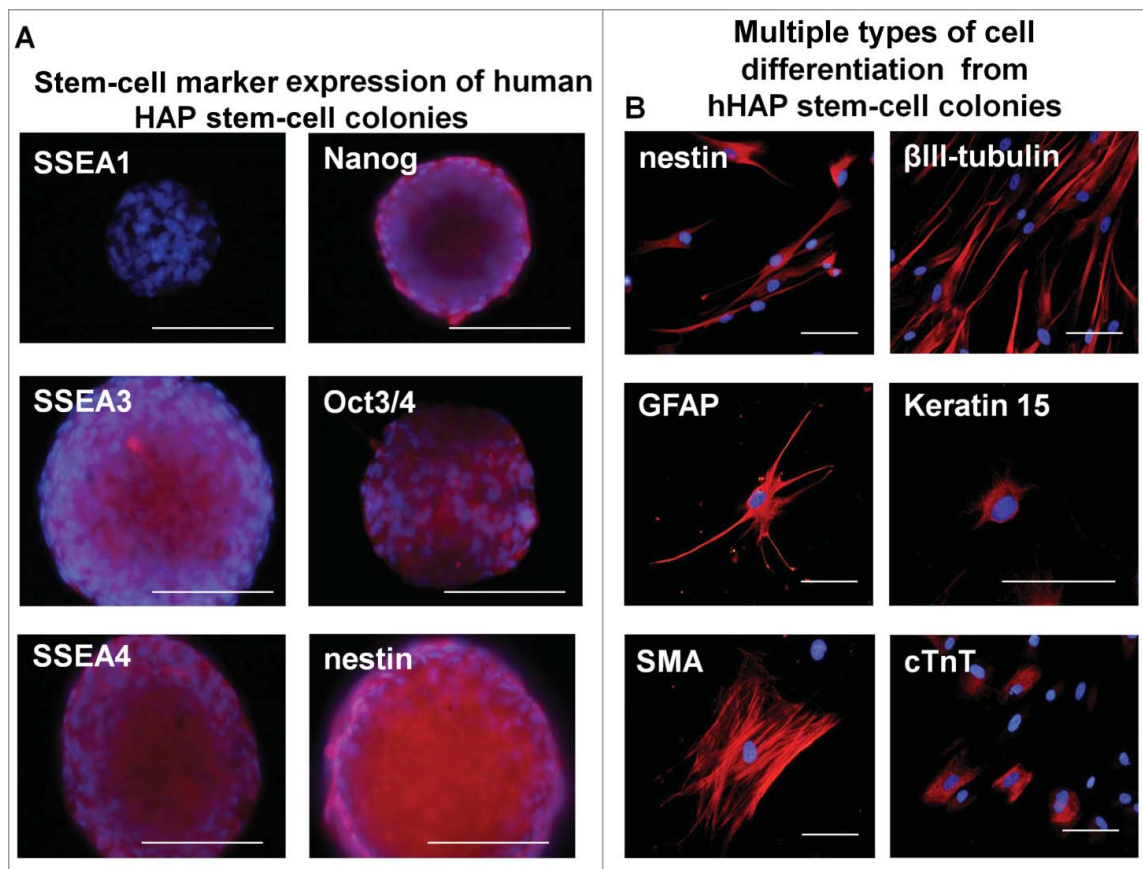 A
Stem-cell marker expression of human
HAP stem-cell colonies
SSEA1
Nanog
SSEA3
Oct3/4
SSEA4
nestin
Multiple types of cell
differentiation from
B hHAP stem-cell colonies
nestin
βIII-tubulin
GFAP
Keratin 15
SMA
cTnT